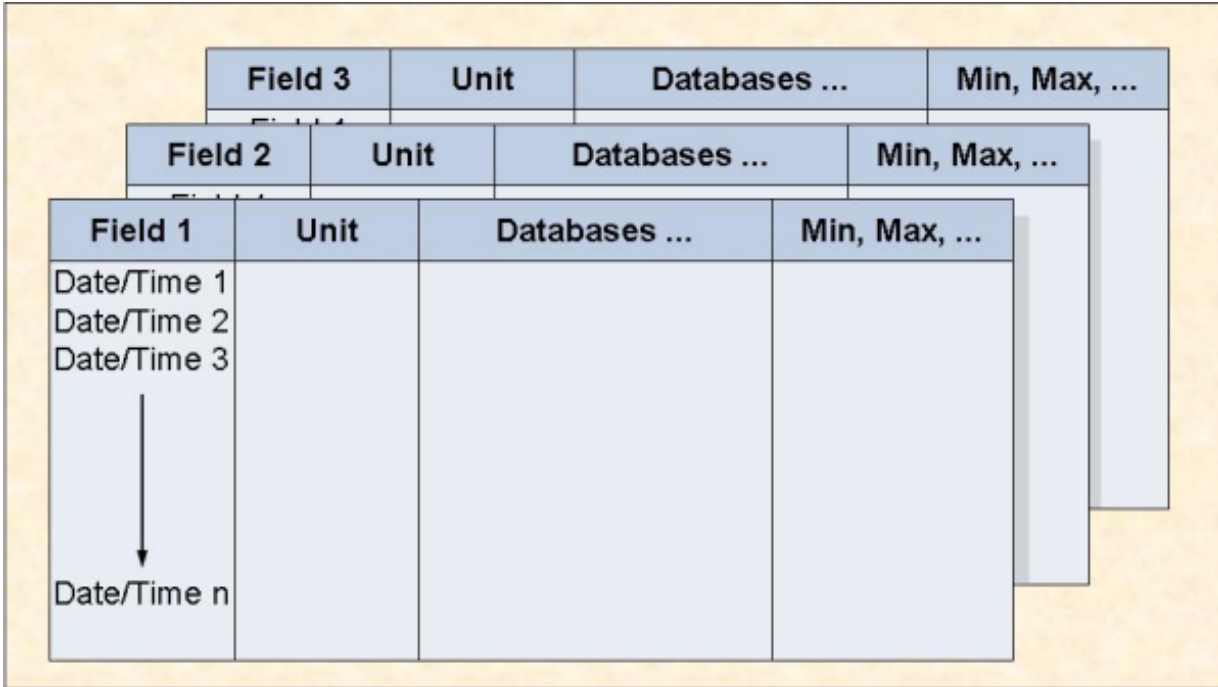 Field 3 Unit Databases ... Min, Max, ...
Field 2 Unit Databases ... Min, Max, ...
Field 1 Unit Databases ... Min, Max, ...
Date/Time 1
Date/Time 2
Date/Time 3
Date/Time n